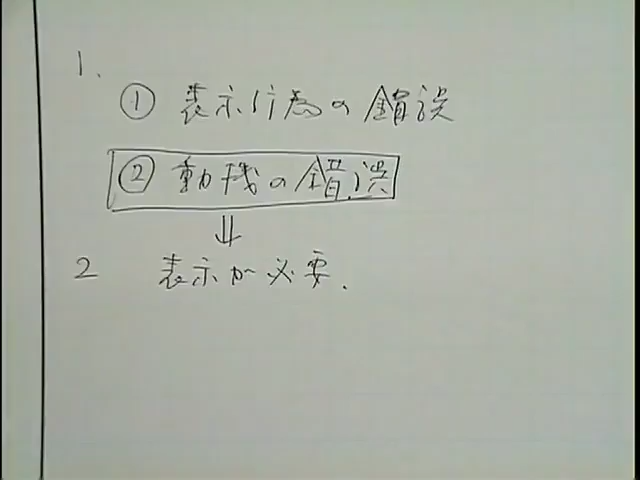 1.
① 表示行為の錯誤
② 動機の錯誤
⇓
2 表示が必要.